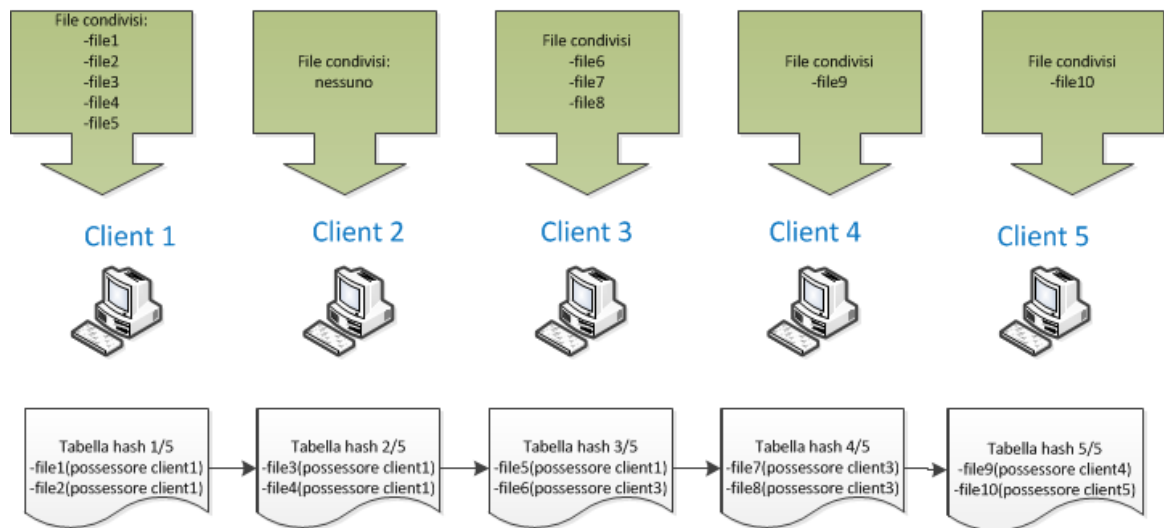 File condivisi:
-file1
-file2
-file3
-file4
-file5
File condivisi:
nessuno
File condivisi
-file6
-file7
-file8
File condivisi
-file9
File condivisi
-file10
Client 1
Client 2
Client 3
Client 4
Client 5
Tabella hash 1/5
-file1(possessore client1)
-file2(possessore client1)
Tabella hash 2/5
-file3(possessore client1)
-file4(possessore client1)
Tabella hash 3/5
-file5(possessore client1)
-file6(possessore client3)
Tabella hash 4/5
-file7(possessore client3)
-file8(possessore client3)
Tabella hash 5/5
-file9(possessore client4)
-file10(possessore client5)